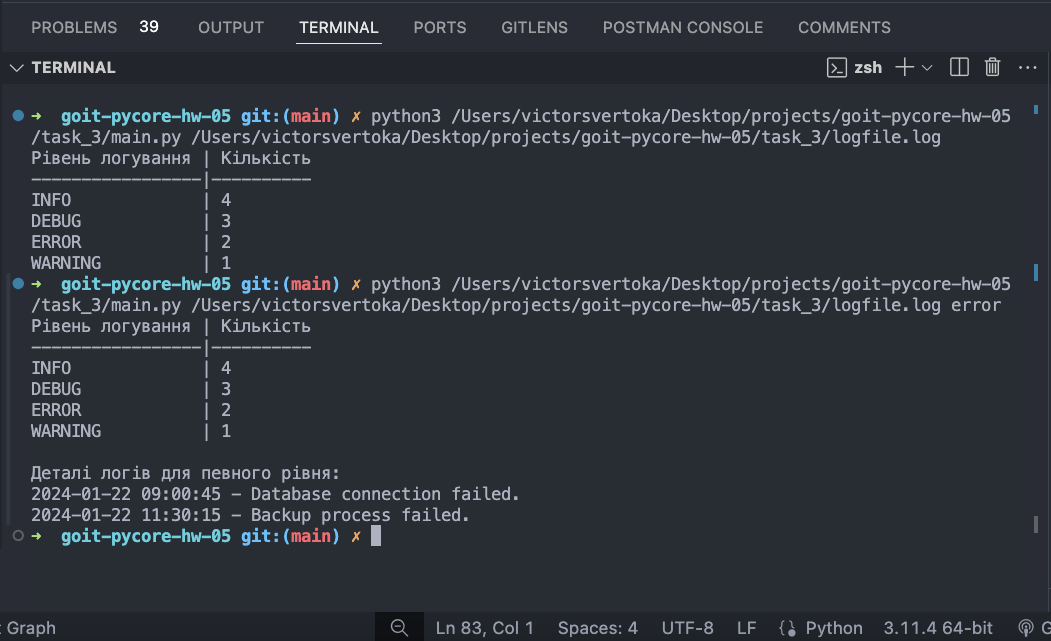 PROBLEMS 39 OUTPUT TERMINAL PORTS GITLENS POSTMAN CONSOLE COMMENTS
TERMINAL zsh
→ goit-pycore-hw-05 git:(main) ✗ python3 /Users/victorsvertoka/Desktop/projects/goit-pycore-hw-05
/task_3/main.py /Users/victorsvertoka/Desktop/projects/goit-pycore-hw-05/task_3/logfile.log
Рівень логування | Кількість
-----------------|----------
INFO | 4
DEBUG | 3
ERROR | 2
WARNING | 1
→ goit-pycore-hw-05 git:(main) ✗ python3 /Users/victorsvertoka/Desktop/projects/goit-pycore-hw-05
/task_3/main.py /Users/victorsvertoka/Desktop/projects/goit-pycore-hw-05/task_3/logfile.log error
Рівень логування | Кількість
-----------------|----------
INFO | 4
DEBUG | 3
ERROR | 2
WARNING | 1
Деталі логів для певного рівня:
2024-01-22 09:00:45 - Database connection failed.
2024-01-22 11:30:15 - Backup process failed.
→ goit-pycore-hw-05 git:(main) ✗
Graph Ln 83, Col 1 Spaces: 4 UTF-8 LF Python 3.11.4 64-bit